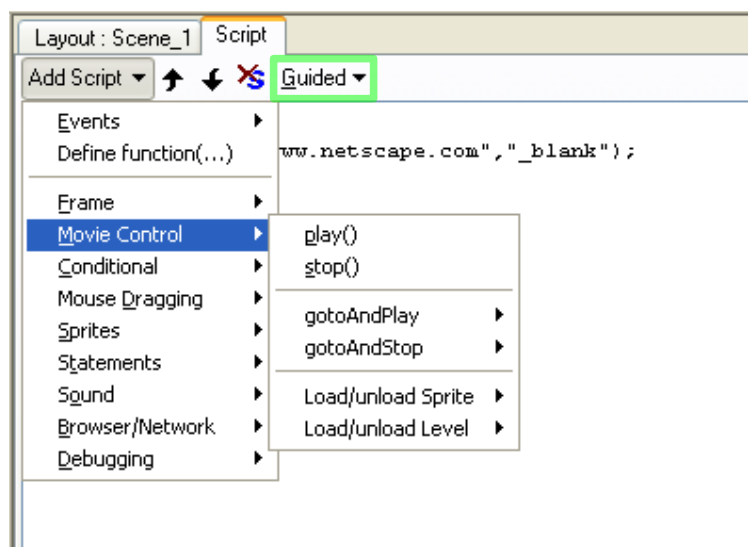 Layout : Scene_1 Script
Add Script Guided
Events
Define function(...)
ww.netscape.com","_blank");
Frame
Movie Control
Conditional
Mouse Dragging
Sprites
Statements
Sound
Browser/Network
Debugging
play()
stop()
gotoAndPlay
gotoAndStop
Load/unload Sprite
Load/unload Level